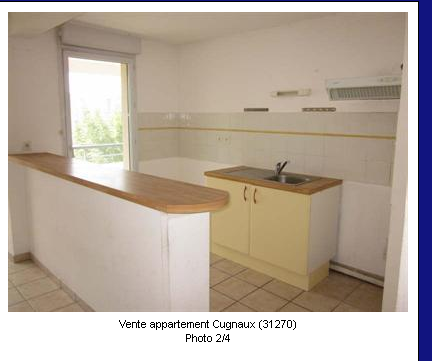 Vente appartement Cugnaux (31270)
Photo 2/4